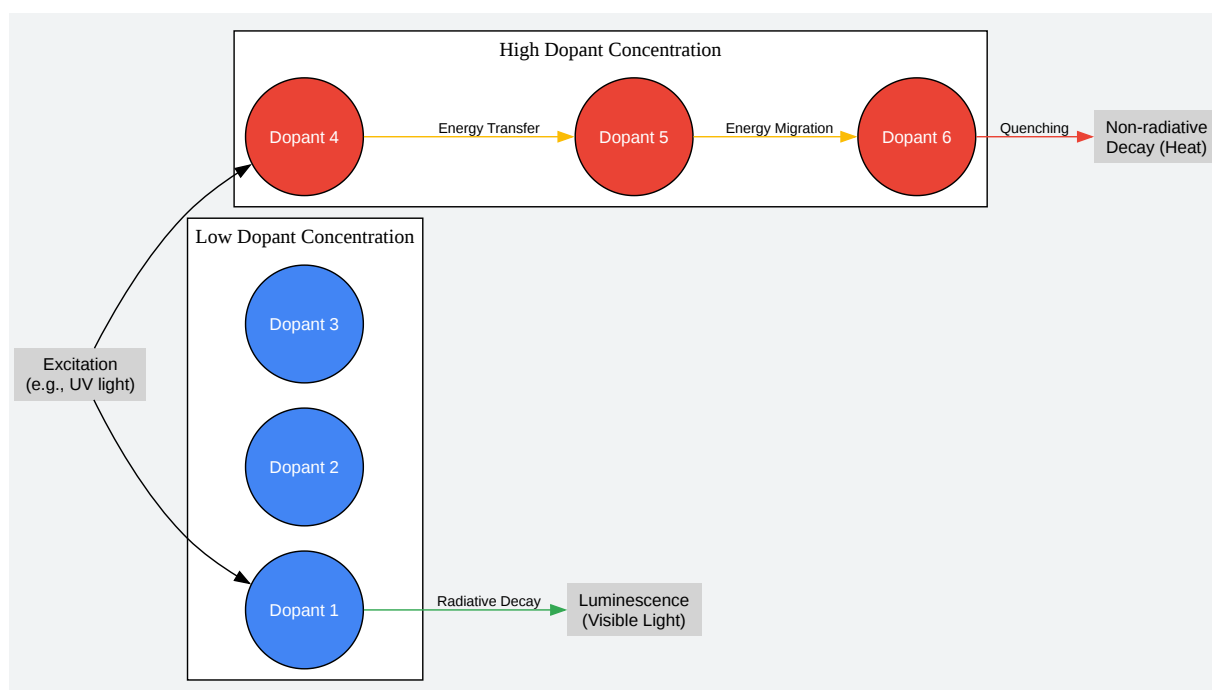 High Dopant Concentration
Dopant 4
Energy Transfer
Dopant 5
Energy Migration
Dopant 6
Quenching
Non-radiative
Decay (Heat)
Low Dopant Concentration
Dopant 3
Excitation
(e.g., UV light)
Dopant 2
Dopant 1
Radiative Decay
Luminescence
(Visible Light)